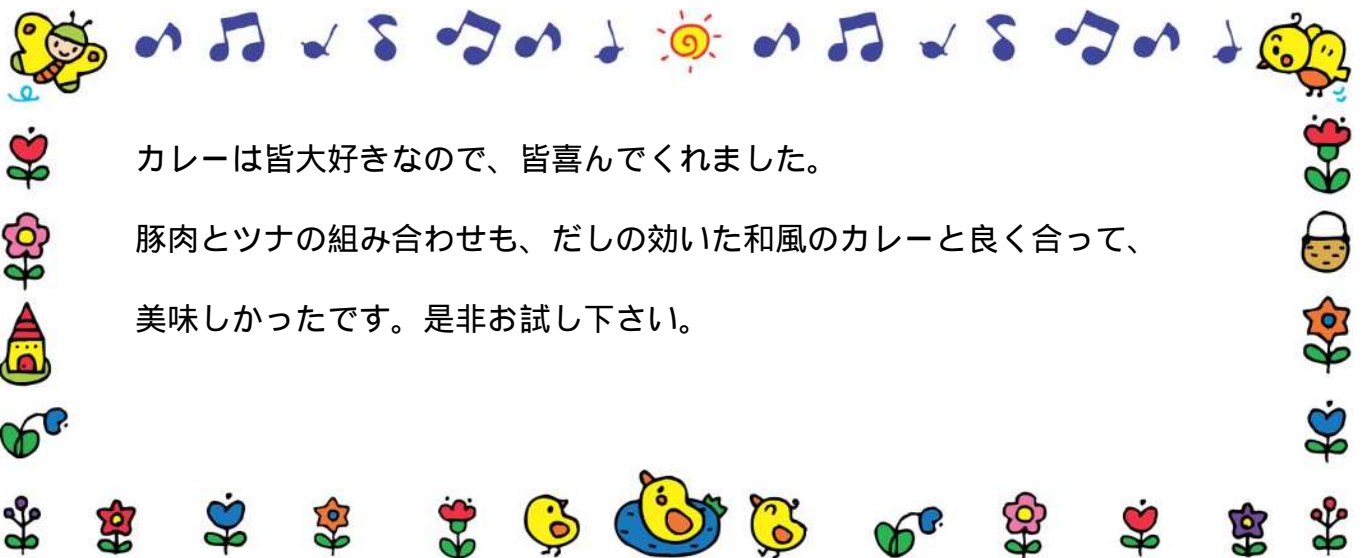 カレーは皆大好きなので、皆喜んでくれました。
豚肉とツナの組み合わせも、だしの効いた和風のカレーと良く合って、
美味しかったです。是非お試し下さい。